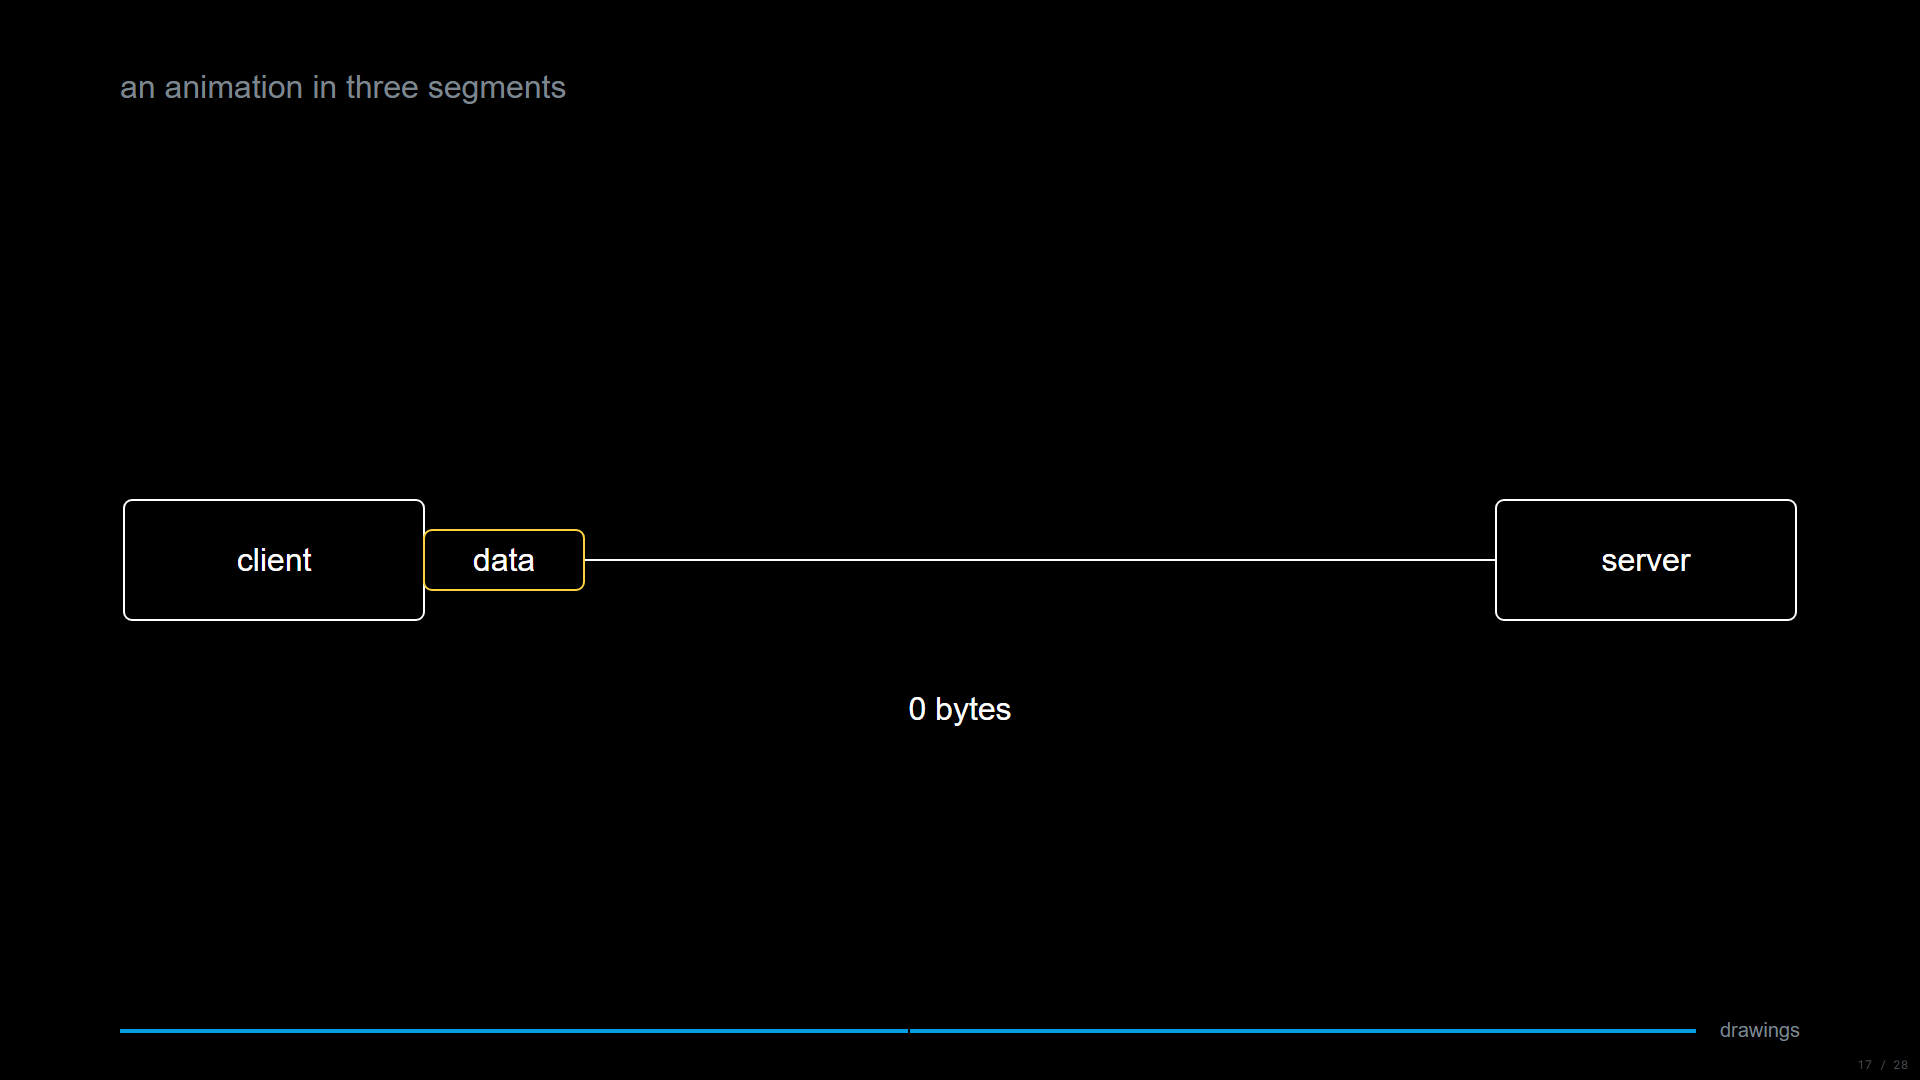 an animation in three segments
client
data
server
0 bytes
drawings
17 / 28